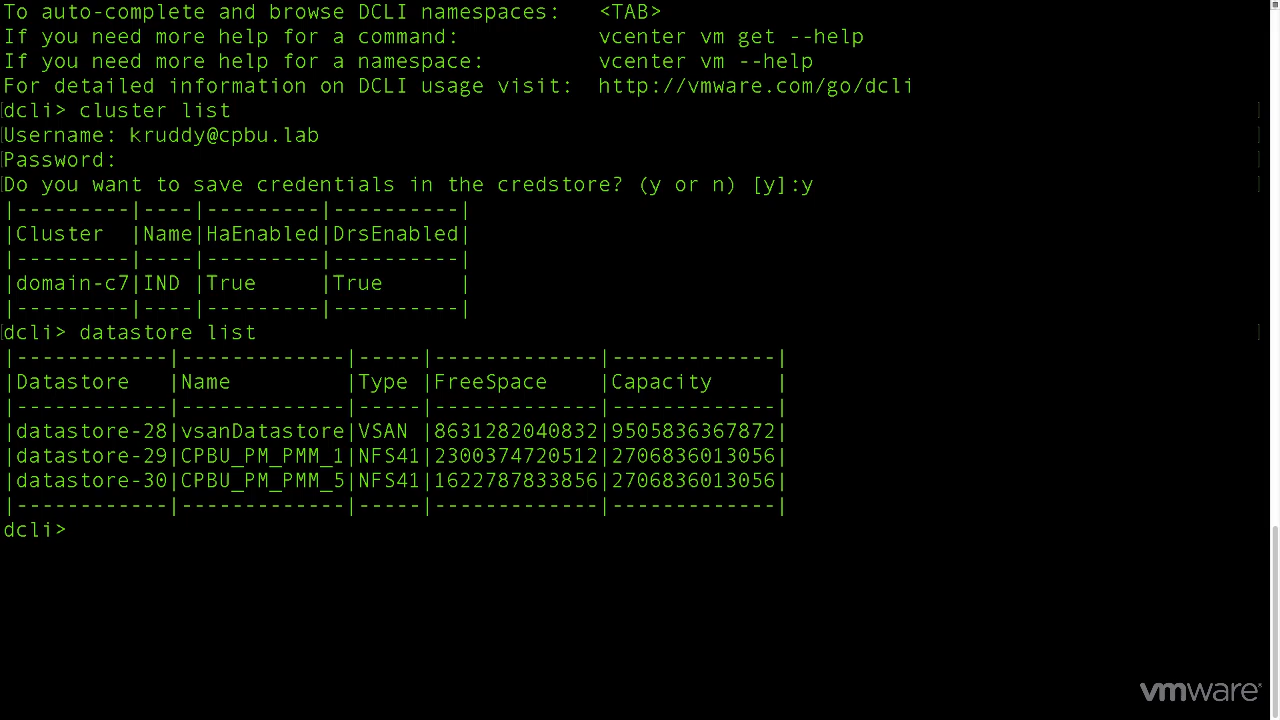 To auto-complete and browse DCLI namespaces:   <TAB>
If you need more help for a command:           vcenter vm get --help
If you need more help for a namespace:         vcenter vm --help
For detailed information on DCLI usage visit:  http://vmware.com/go/dcli
dcli> cluster list
Username: kruddy@cpbu.lab
Password:
Do you want to save credentials in the credstore? (y or n) [y]:y
|---------|----|---------|----------|
|Cluster  |Name|HaEnabled|DrsEnabled|
|---------|----|---------|----------|
|domain-c7|IND |True     |True      |
|---------|----|---------|----------|
dcli> datastore list
|------------|-------------|-----|-------------|-------------|
|Datastore   |Name         |Type |FreeSpace    |Capacity     |
|------------|-------------|-----|-------------|-------------|
|datastore-28|vsanDatastore|VSAN |8631282040832|9505836367872|
|datastore-29|CPBU_PM_PMM_1|NFS41|2300374720512|2706836013056|
|datastore-30|CPBU_PM_PMM_5|NFS41|1622787833856|2706836013056|
|------------|-------------|-----|-------------|-------------|
dcli>
vmware